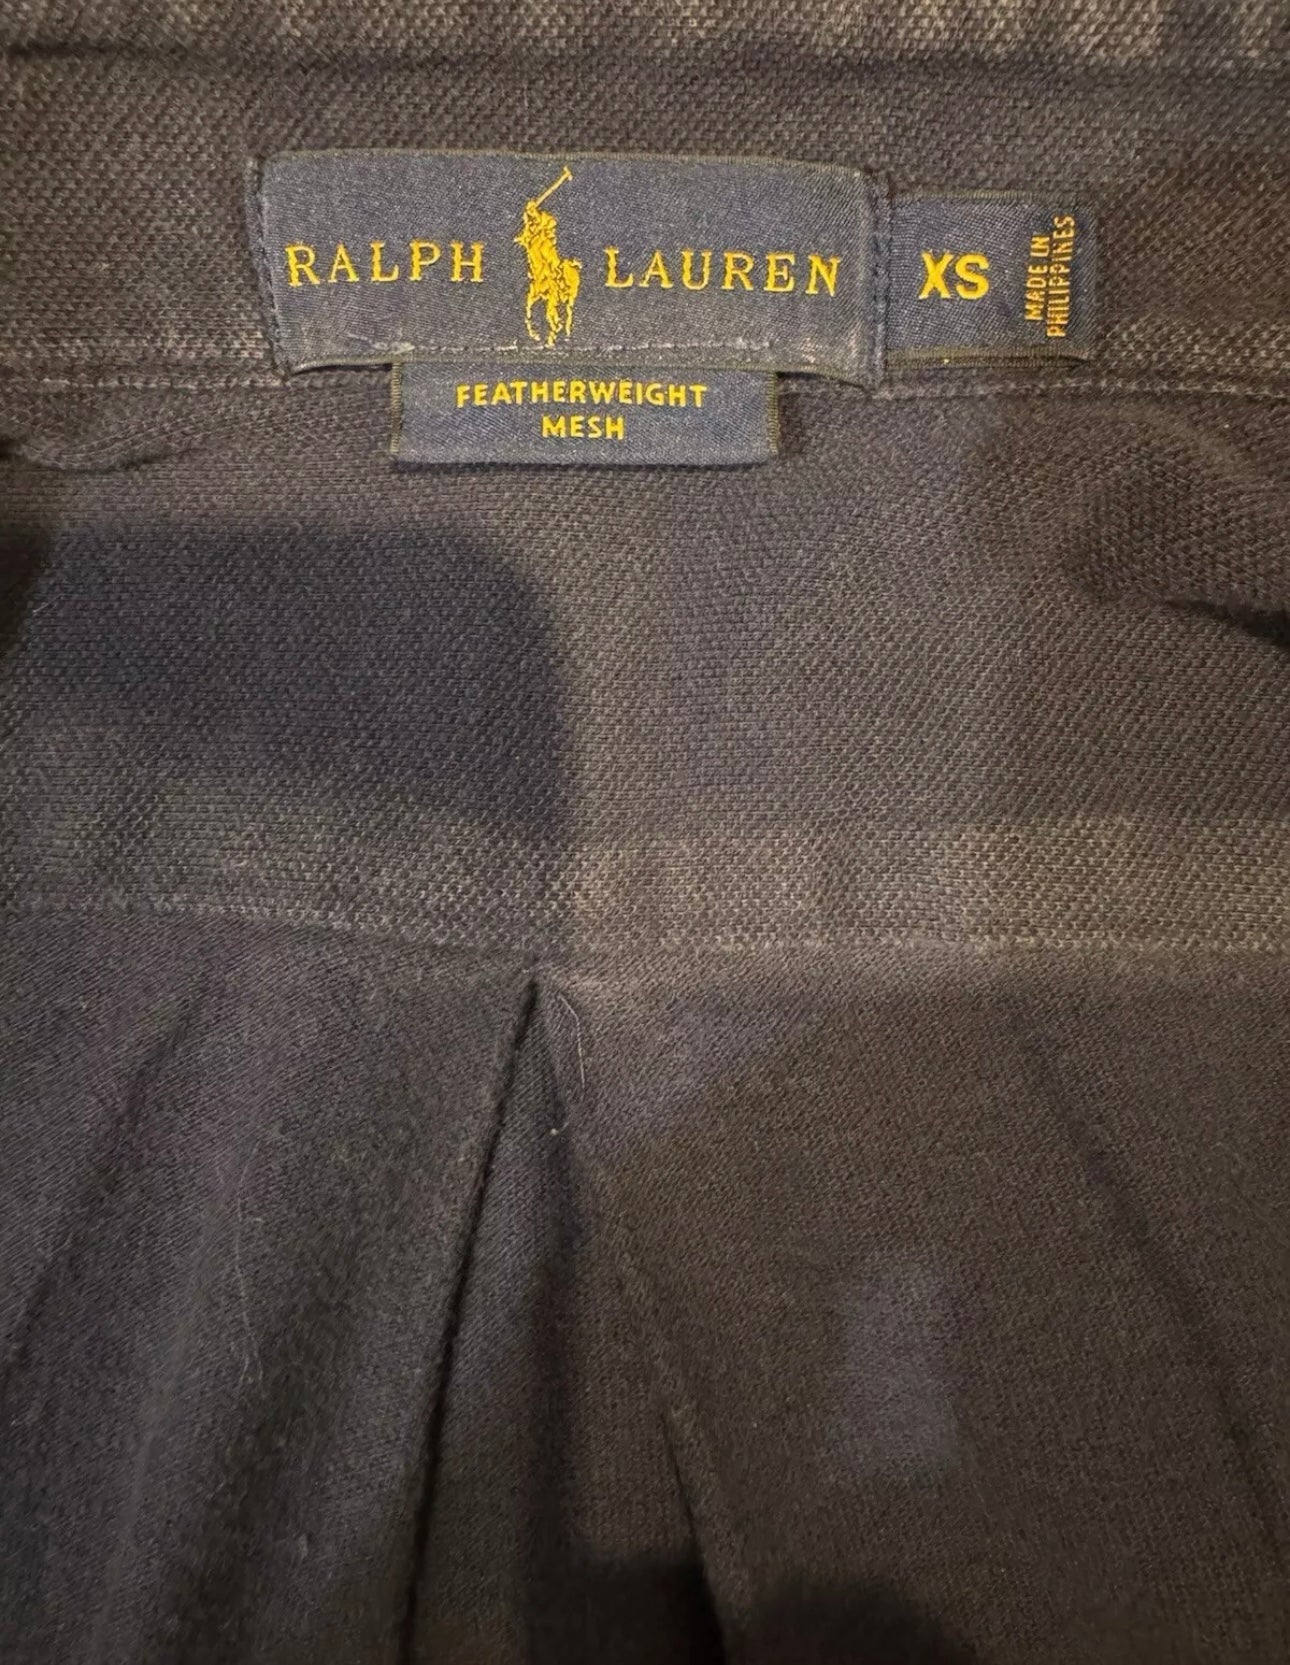 RALPH LAUREN
XS
MADE IN
PHILIPPINES
FEATHERWEIGHT
MESH